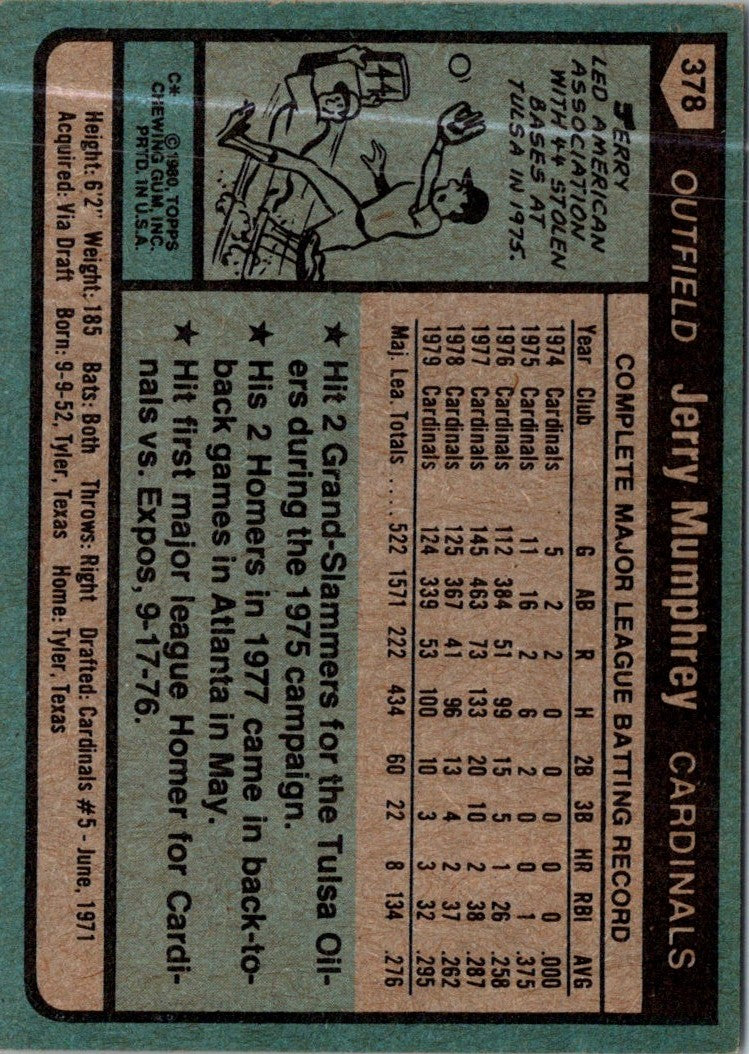 378 OUTFIELD Jerry Mumphrey CARDINALS
JERRY
LED AMERICAN
ASSOCIATION
WITH 44 STOLEN
BASES AT
TULSA IN 1975.
44
C* © 1980, TOPPS
CHEWING GUM INC.
PR'TD. IN U.S.A.
COMPLETE MAJOR LEAGUE BATTING RECORD
Year Club G AB R H 2B 3B HR RBI AVG
1974 Cardinals 5 2 2 0 0 0 0 0 .000
1975 Cardinals 11 16 2 6 2 0 0 1 .375
1976 Cardinals 112 384 51 99 15 5 1 26 .258
1977 Cardinals 145 463 73 133 20 10 2 38 .287
1978 Cardinals 125 367 41 96 13 4 2 37 .262
1979 Cardinals 124 339 53 100 10 3 3 32 .295
Maj. Lea. Totals .... 522 1571 222 434 60 22 8 134 .276
★ Hit 2 Grand-Slammers for the Tulsa Oil-
ers during the 1975 campaign.
★ His 2 Homers in 1977 came in back-to-
back games in Atlanta in May.
★ Hit first major league Homer for Cardi-
nals vs. Expos, 9-17-76.
Height: 6'2" Weight: 185 Bats: Both Throws: Right Drafted: Cardinals #5 - June, 1971
Acquired: Via Draft Born: 9-9-52, Tyler, Texas Home: Tyler, Texas